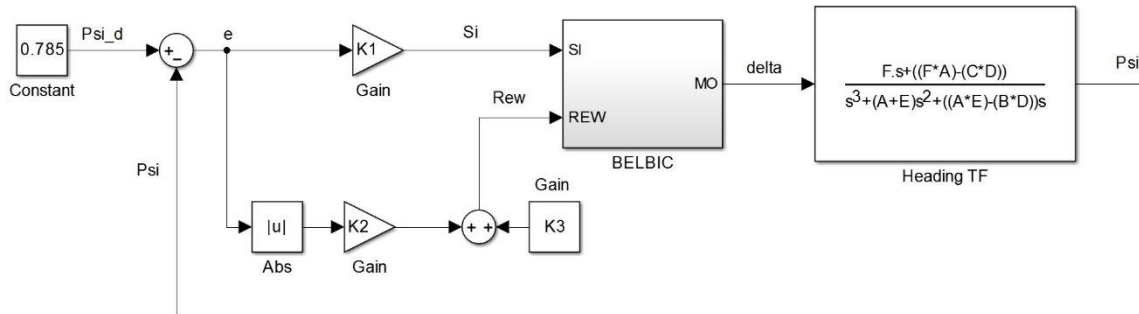 Psi_d
0.785
Constant
+
−
e
K1
Gain
Si
SI
REW
MO
BELBIC
delta
F.s+((F*A)-(C*D))
s³+(A+E)s²+((A*E)-(B*D))s
Heading TF
Psi
Rew
Psi
|u|
Abs
K2
Gain
+ +
Gain
K3